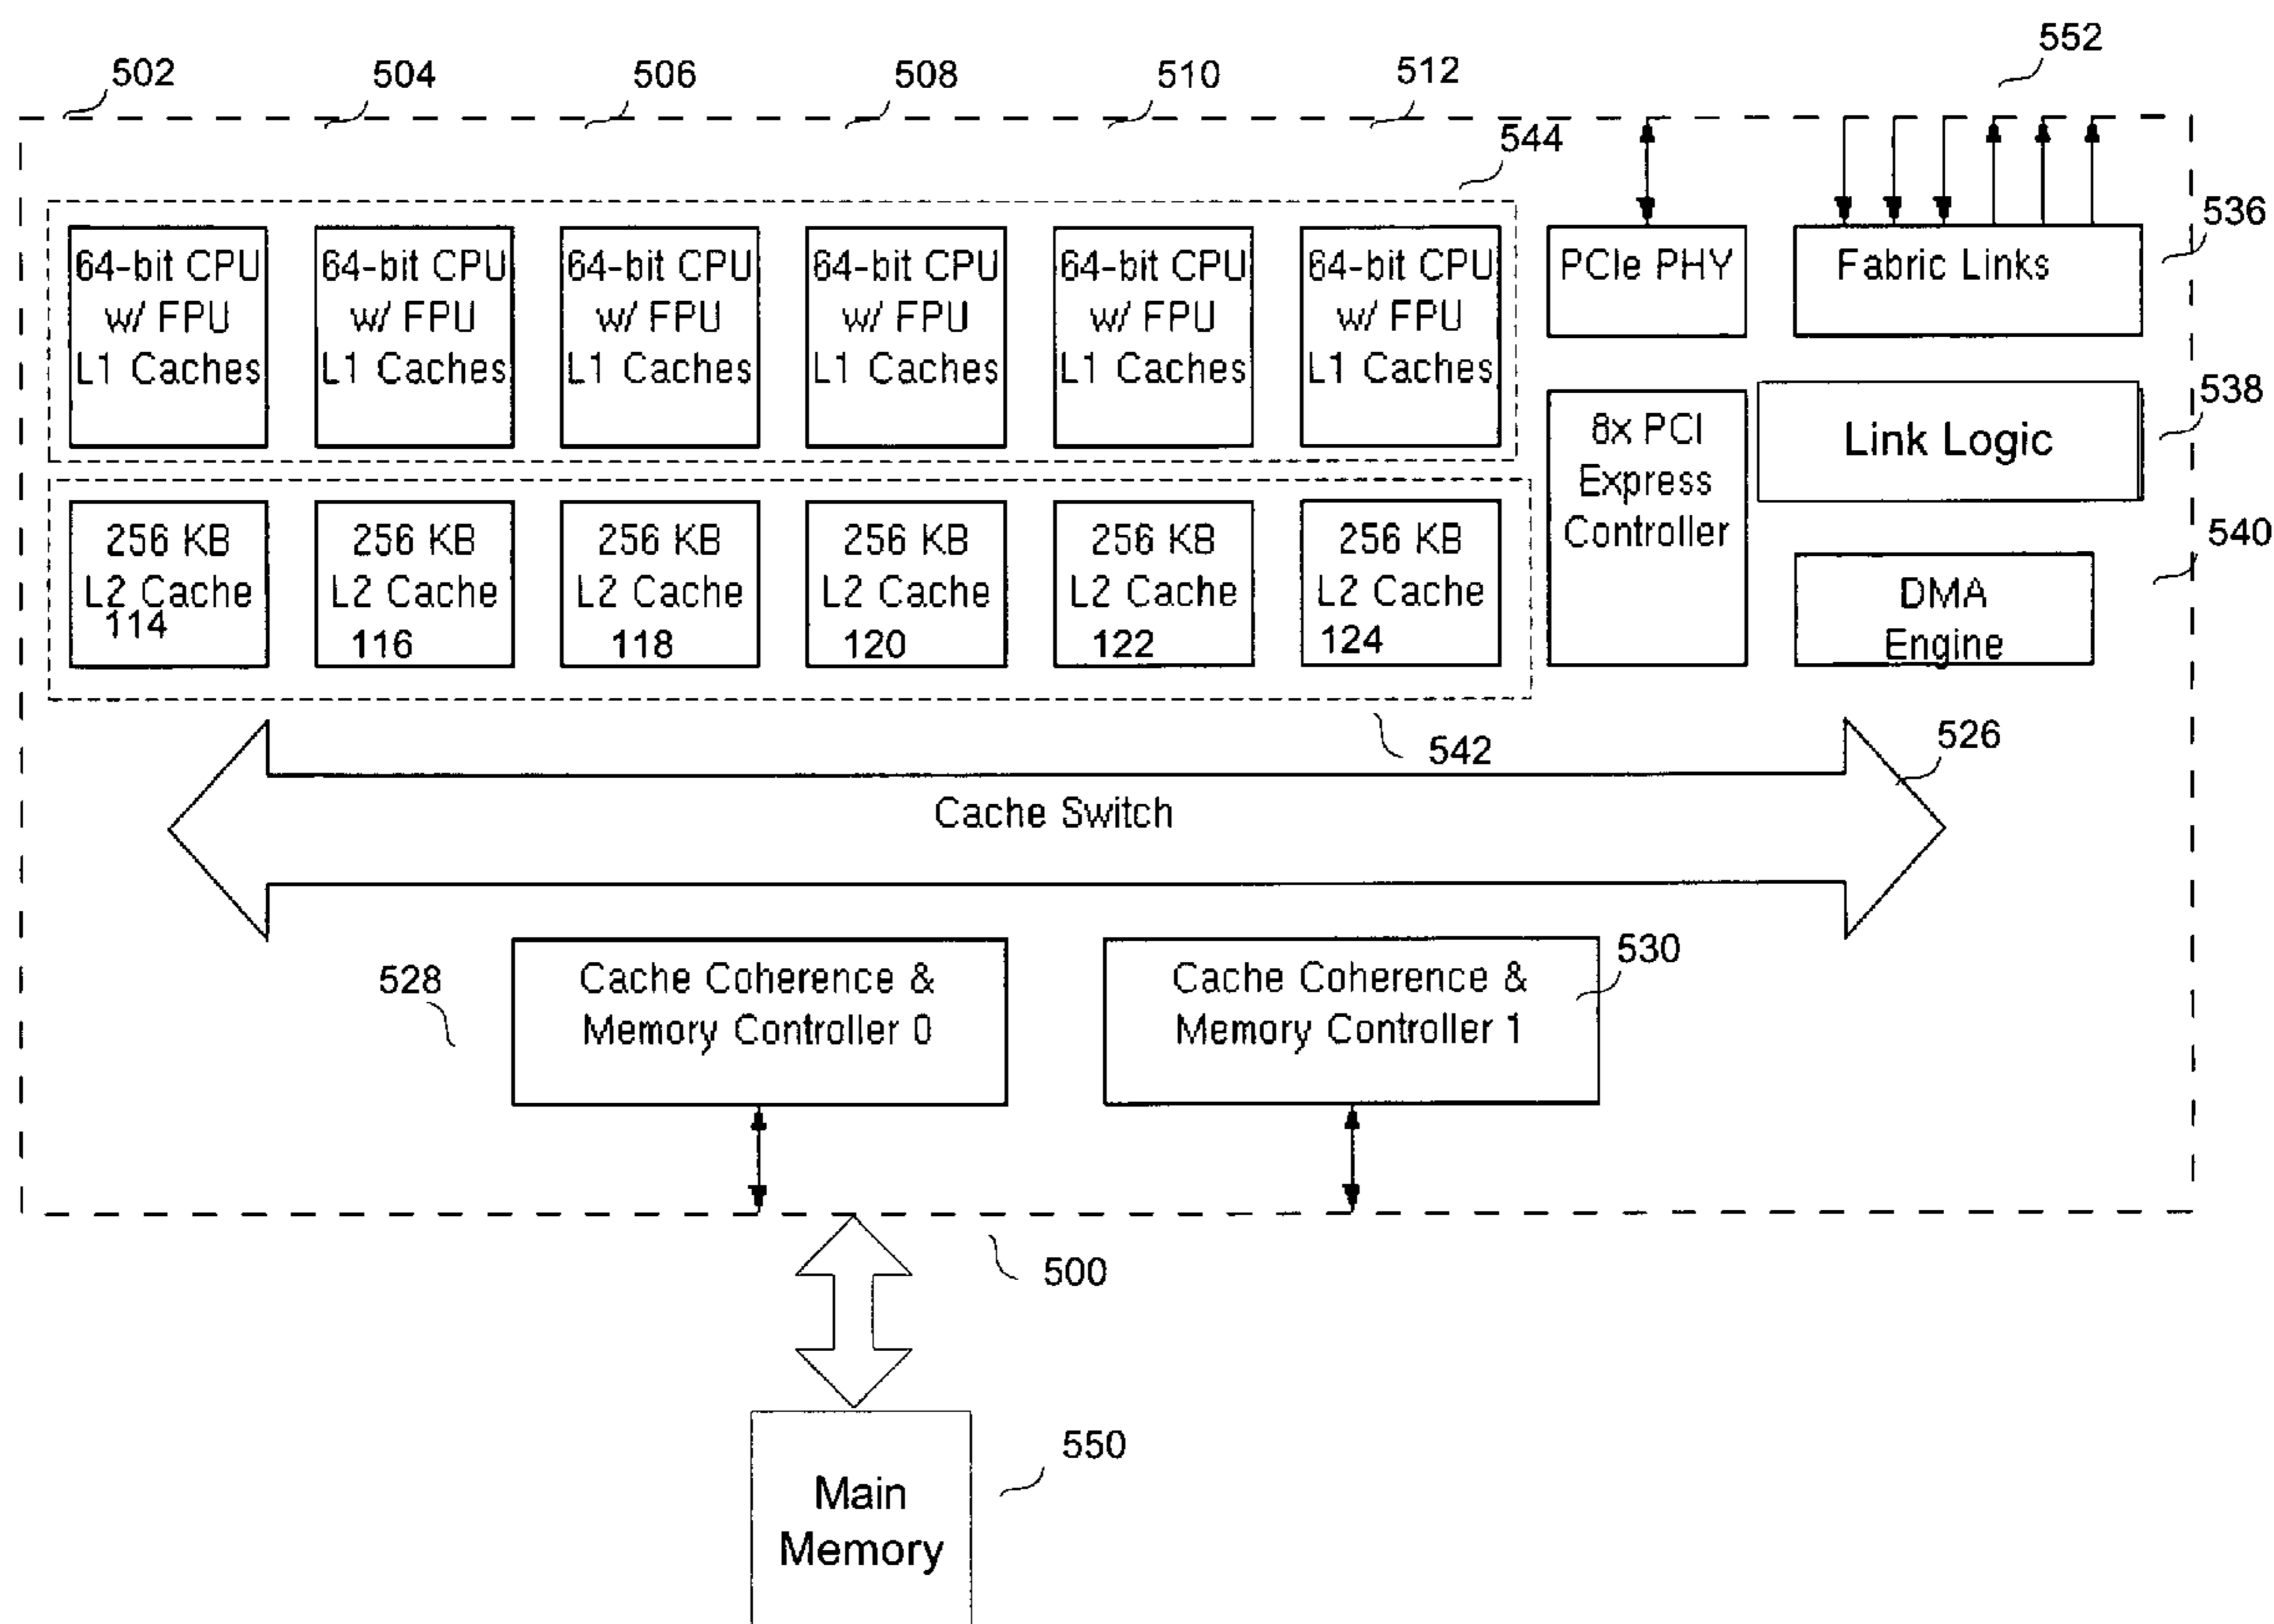 502
504
506
508
510
512
552
544
64-bit CPU
w/ FPU
L1 Caches
64-bit CPU
w/ FPU
L1 Caches
64-bit CPU
w/ FPU
L1 Caches
64-bit CPU
w/ FPU
L1 Caches
64-bit CPU
w/ FPU
L1 Caches
64-bit CPU
w/ FPU
L1 Caches
PCIe PHY
Fabric Links
536
8x PCI
Express
Controller
Link Logic
538
256 KB
L2 Cache
114
256 KB
L2 Cache
116
256 KB
L2 Cache
118
256 KB
L2 Cache
120
256 KB
L2 Cache
122
256 KB
L2 Cache
124
DMA
Engine
540
542
526
Cache Switch
528
Cache Coherence &
Memory Controller 0
Cache Coherence &
Memory Controller 1
530
500
550
Main
Memory